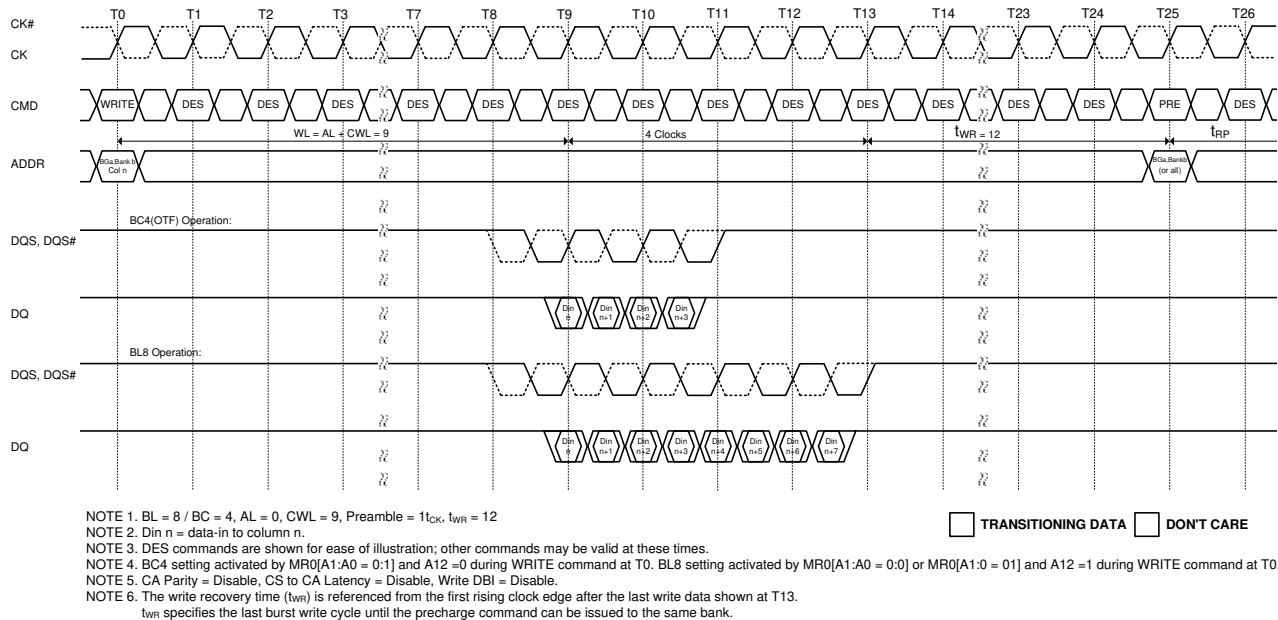 T0 T1 T2 T3 T7 T8 T9 T10 T11 T12 T13 T14 T23 T24 T25 T26
CK#
CK
CMD WRITE DES DES DES DES DES DES DES DES DES DES DES DES DES PRE DES
WL = AL + CWL = 9 4 Clocks tWR = 12 tRP
ADDR BGa,Bank b BGa,Bankb
Col n (or all)
BC4(OTF) Operation:
DQS, DQS#
DQ Din n Din n+1 Din n+2 Din n+3
BL8 Operation:
DQS, DQS#
DQ Din n Din n+1 Din n+2 Din n+3 Din n+4 Din n+5 Din n+6 Din n+7
NOTE 1. BL = 8 / BC = 4, AL = 0, CWL = 9, Preamble = 1tCK, tWR = 12
TRANSITIONING DATA DON'T CARE
NOTE 2. Din n = data-in to column n.
NOTE 3. DES commands are shown for ease of illustration; other commands may be valid at these times.
NOTE 4. BC4 setting activated by MR0[A1:A0 = 0:1] and A12 =0 during WRITE command at T0. BL8 setting activated by MR0[A1:A0 = 0:0] or MR0[A1:0 = 01] and A12 =1 during WRITE command at T0.
NOTE 5. CA Parity = Disable, CS to CA Latency = Disable, Write DBI = Disable.
NOTE 6. The write recovery time (tWR) is referenced from the first rising clock edge after the last write data shown at T13.
tWR specifies the last burst write cycle until the precharge command can be issued to the same bank.